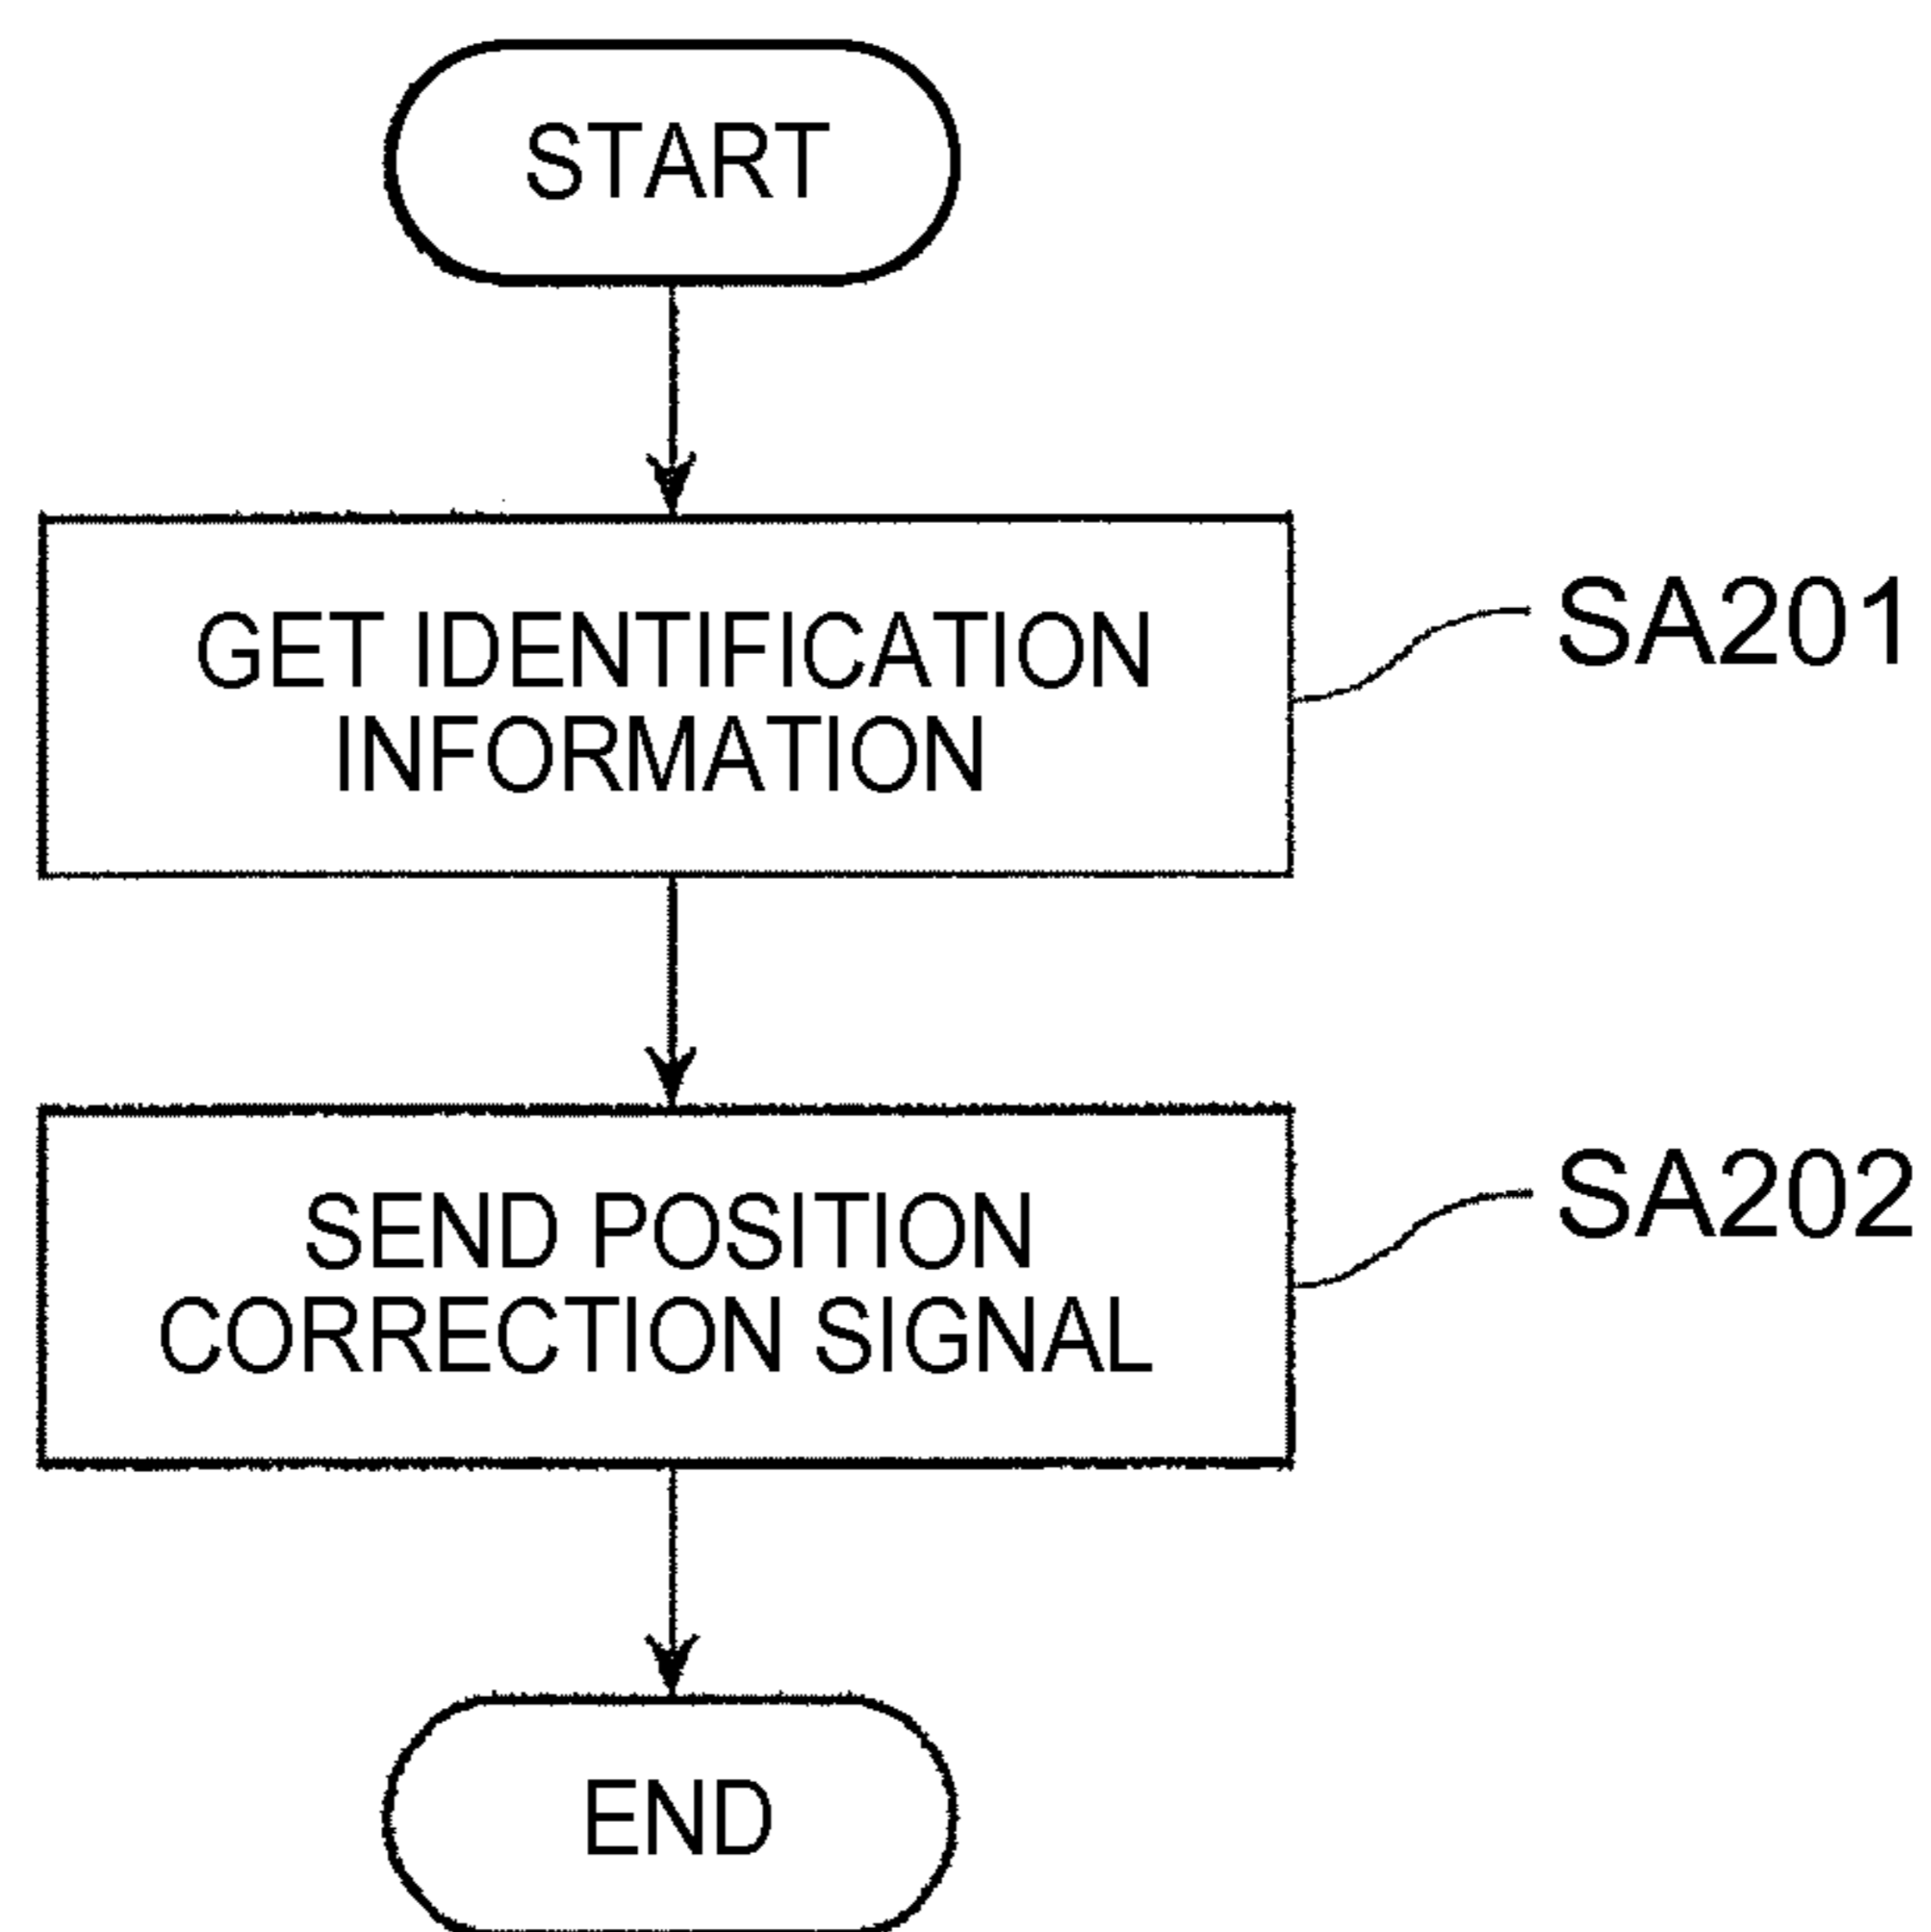 START
GET IDENTIFICATION
INFORMATION
SA201
SEND POSITION
CORRECTION SIGNAL
SA202
END